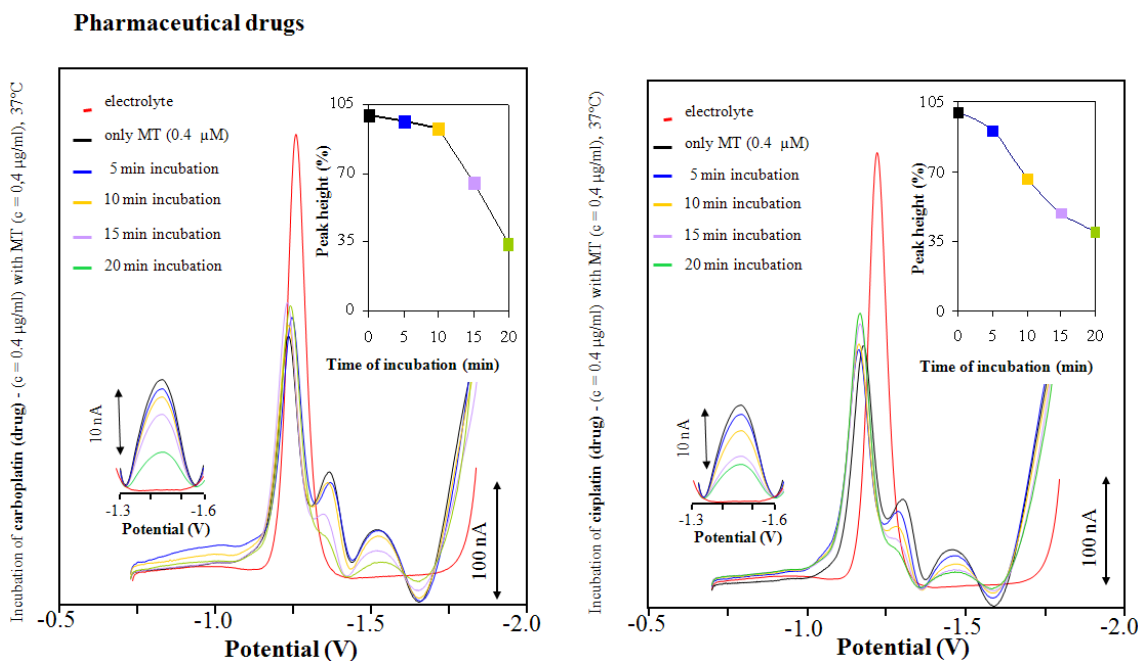 Pharmaceutical drugs
Incubation of carboplatin (drug) - (c = 0.4 µg/ml) with MT (c = 0,4 µg/ml), 37°C
electrolyte
only MT (0.4 µM)
5 min incubation
10 min incubation
15 min incubation
20 min incubation
Peak height (%)
105
70
35
0
0 5 10 15 20
Time of incubation (min)
10 nA
-1.3 -1.6
Potential (V)
100 nA
-0.5 -1.0 -1.5 -2.0
Potential (V)
Incubation of cisplatin (drug) - (c = 0,4 µg/ml) with MT (c = 0,4 µg/ml), 37°C)
electrolyte
only MT (0.4 µM)
5 min incubation
10 min incubation
15 min incubation
20 min incubation
Peak height (%)
105
70
35
0
0 5 10 15 20
Time of incubation (min)
10 nA
-1.3 -1.6
Potential (V)
100 nA
-0.5 -1.0 -1.5 -2.0
Potential (V)